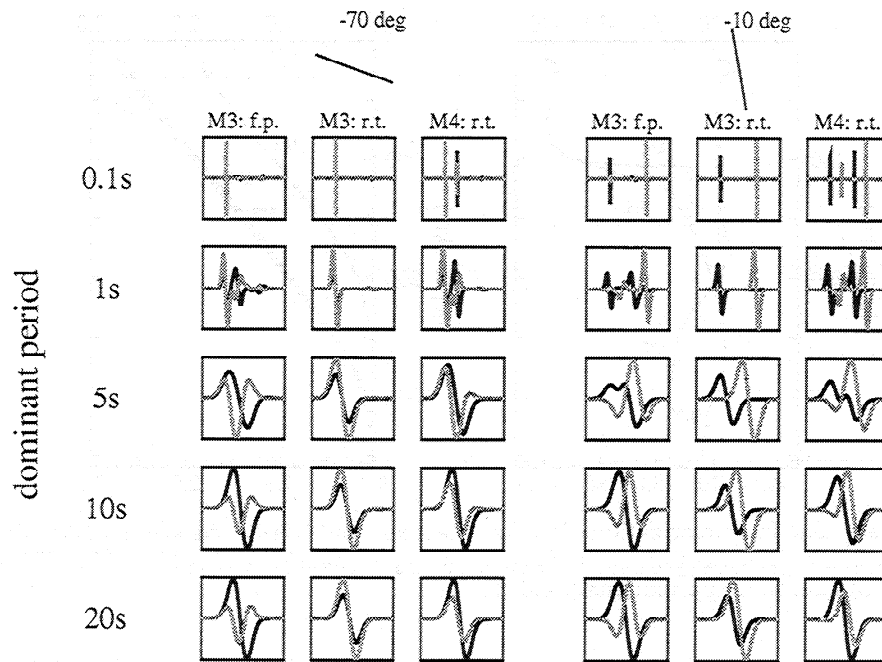 -70 deg
-10 deg
M3: f.p.
M3: r.t.
M4: r.t.
M3: f.p.
M3: r.t.
M4: r.t.
0.1s
1s
5s
10s
20s
dominant period